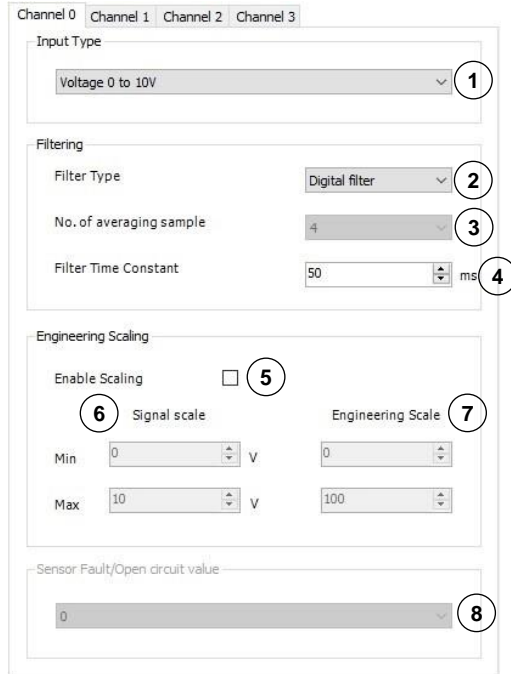 Channel 0 Channel 1 Channel 2 Channel 3
Input Type
Voltage 0 to 10V 1
Filtering
Filter Type Digital filter 2
No. of averaging sample 4 3
Filter Time Constant 50 ms 4
Engineering Scaling
Enable Scaling 5
6 Signal scale Engineering Scale 7
Min 0 V 0
Max 10 V 100
Sensor Fault/Open circuit value
0 8